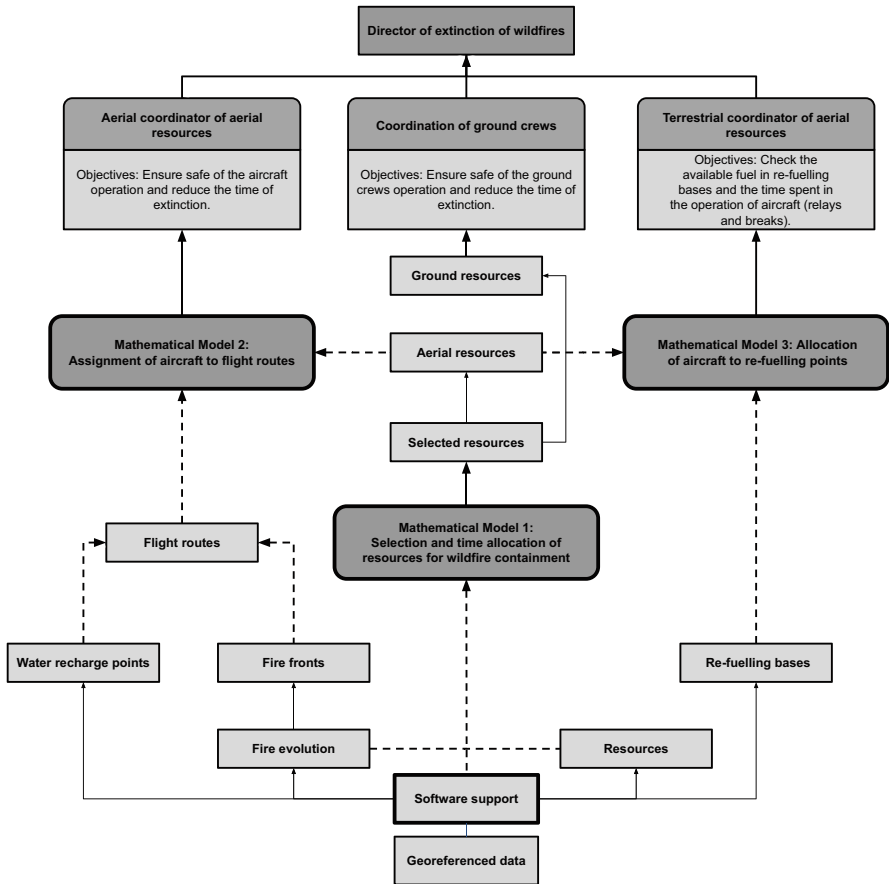 Director of extinction of wildfires
Aerial coordinator of aerial
resources
Objectives: Ensure safe of the aircraft
operation and reduce the time of
extinction.
Coordination of ground crews
Objectives: Ensure safe of the ground
crews operation and reduce the time of
extinction.
Terrestrial coordinator of aerial
resources
Objectives: Check the
available fuel in re-fuelling
bases and the time spent in
the operation of aircraft (relays
and breaks).
Ground resources
Mathematical Model 2:
Assignment of aircraft to flight routes
Aerial resources
Mathematical Model 3: Allocation
of aircraft to re-fuelling points
Selected resources
Mathematical Model 1:
Selection and time allocation of
resources for wildfire containment
Flight routes
Water recharge points
Fire fronts
Re-fuelling bases
Fire evolution
Resources
Software support
Georeferenced data